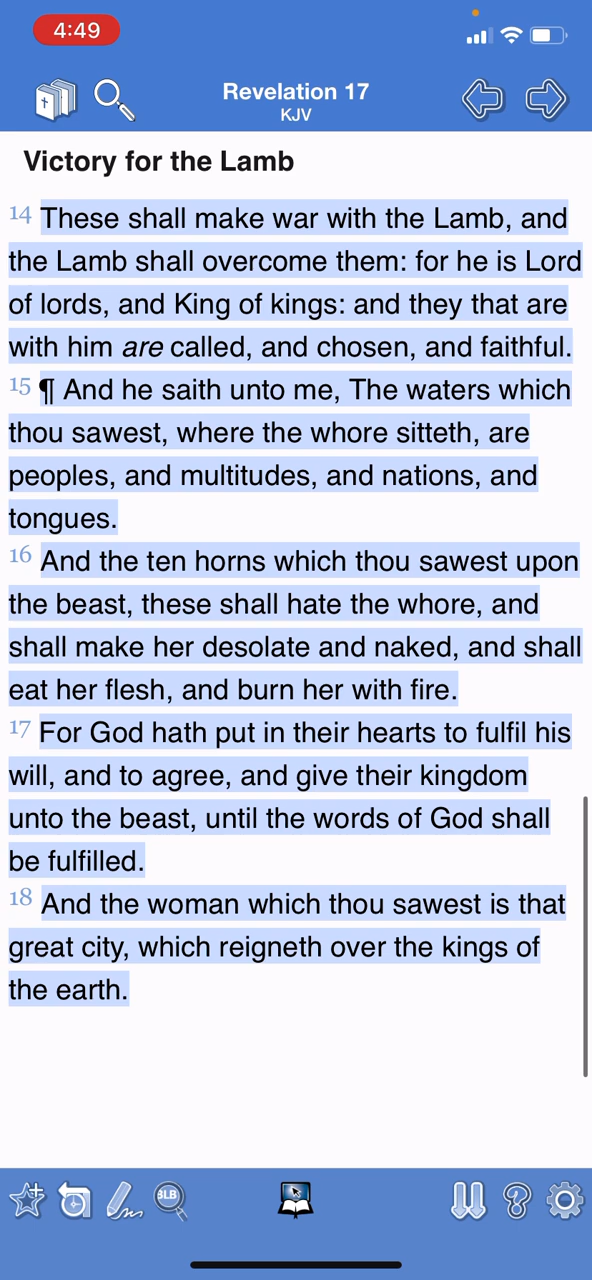 4:49
Revelation 17
KJV
Victory for the Lamb
14 These shall make war with the Lamb, and
the Lamb shall overcome them: for he is Lord
of lords, and King of kings: and they that are
with him are called, and chosen, and faithful.
15 ¶ And he saith unto me, The waters which
thou sawest, where the whore sitteth, are
peoples, and multitudes, and nations, and
tongues.
16 And the ten horns which thou sawest upon
the beast, these shall hate the whore, and
shall make her desolate and naked, and shall
eat her flesh, and burn her with fire.
17 For God hath put in their hearts to fulfil his
will, and to agree, and give their kingdom
unto the beast, until the words of God shall
be fulfilled.
18 And the woman which thou sawest is that
great city, which reigneth over the kings of
the earth.
BLB